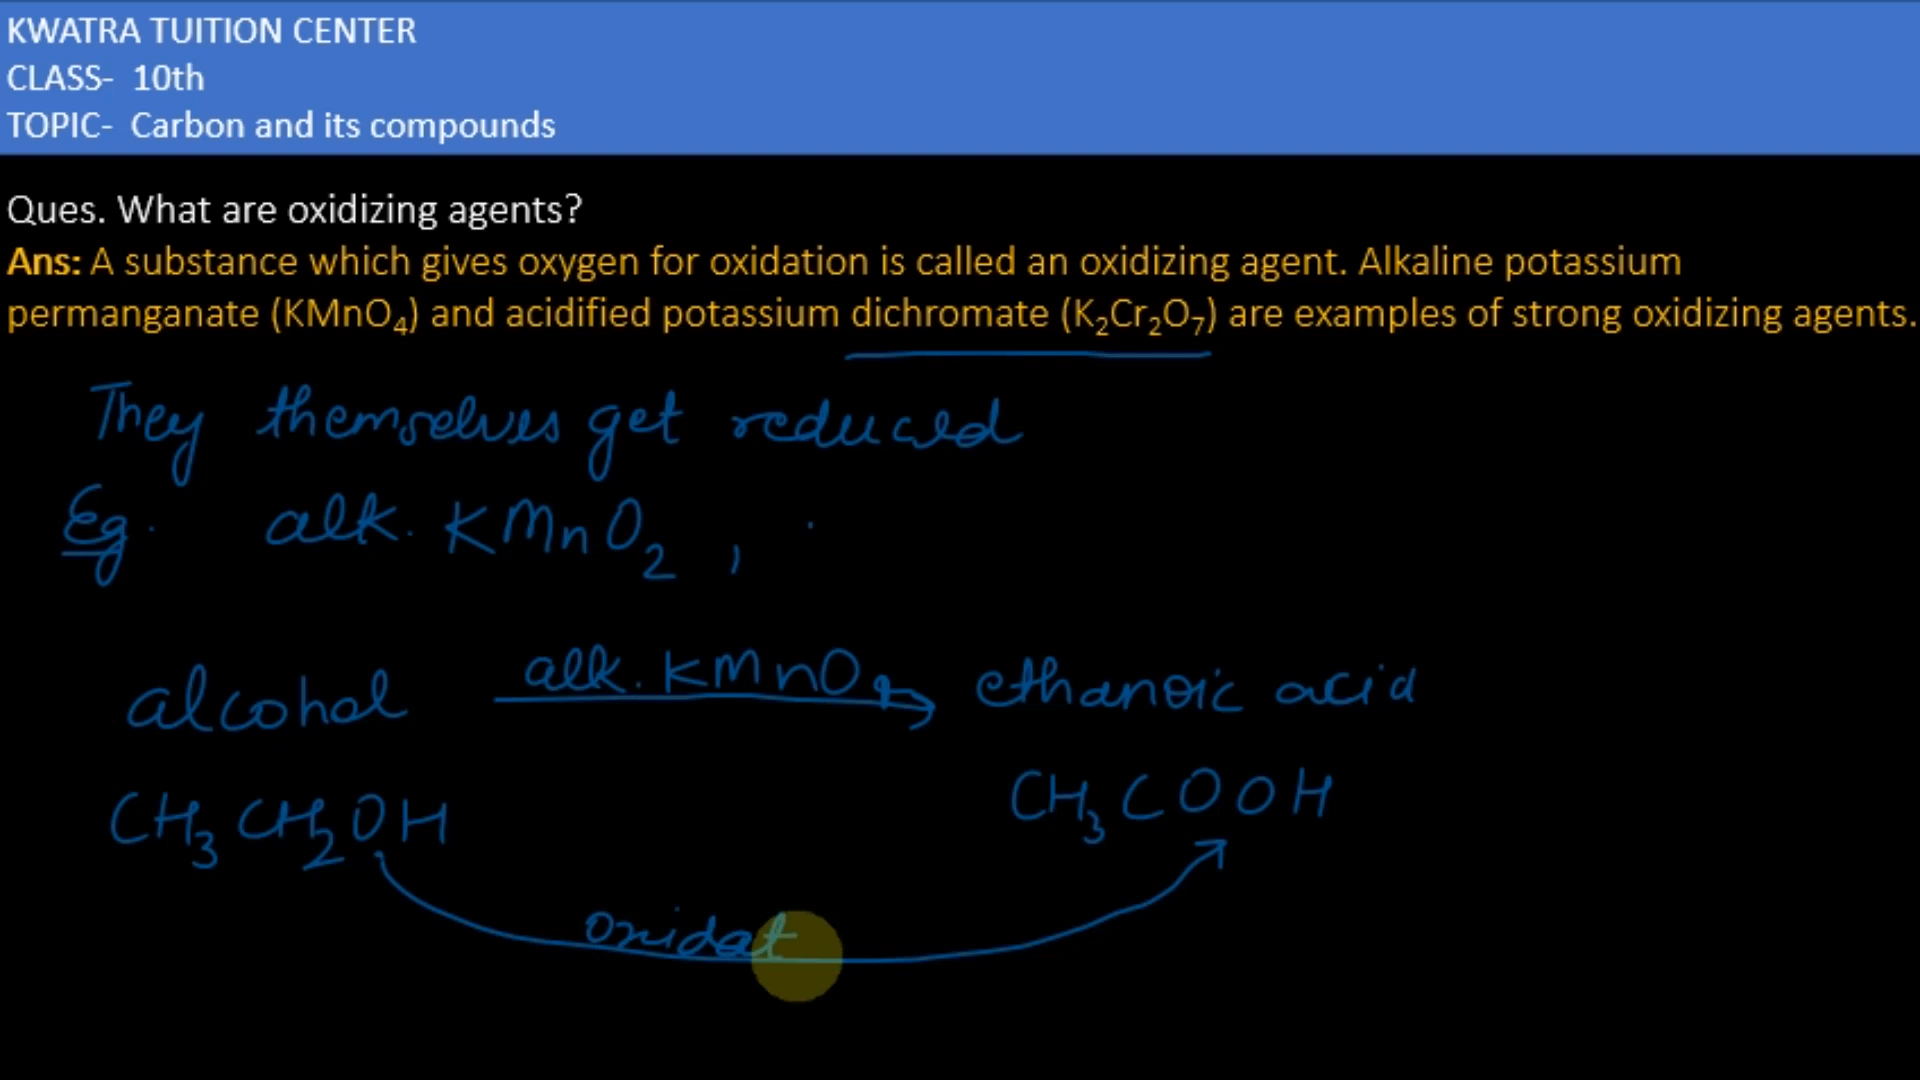 KWATRA TUITION CENTER
CLASS- 10th
TOPIC- Carbon and its compounds
Ques. What are oxidizing agents?
Ans: A substance which gives oxygen for oxidation is called an oxidizing agent. Alkaline potassium
permanganate (KMnO₄) and acidified potassium dichromate (K₂Cr₂O₇) are examples of strong oxidizing agents.
They themselves get reduced
Eg. alk. KMnO₂ ,
alk. KMnO
alcohol ethanoic acid
CH₃CH₂OH CH₃COOH
oxidat